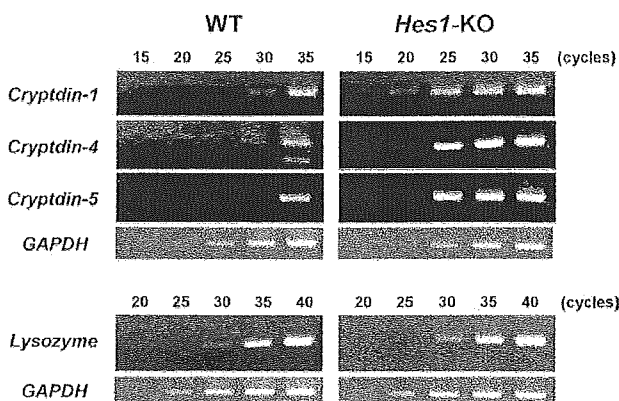 WT Hes1-KO
15 20 25 30 35 15 20 25 30 35 (cycles)
Cryptdin-1
Cryptdin-4
Cryptdin-5
GAPDH
20 25 30 35 40 20 25 30 35 40 (cycles)
Lysozyme
GAPDH